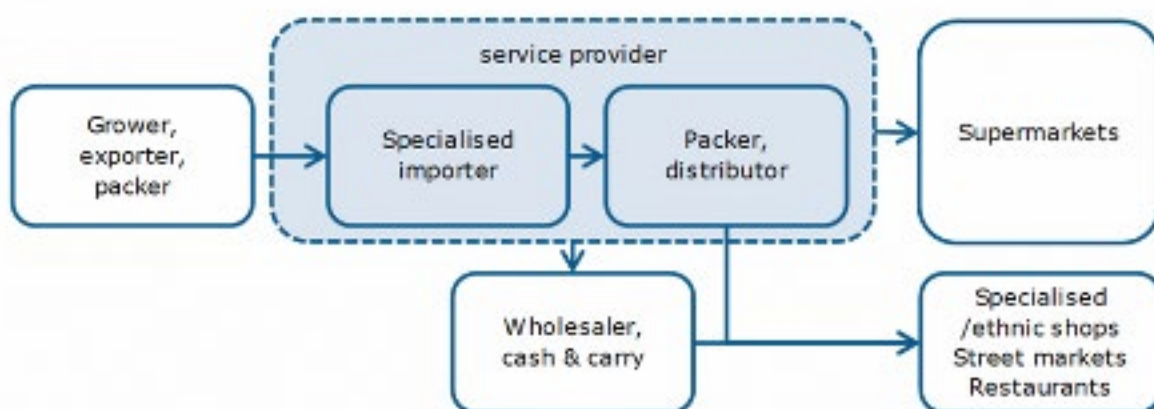 service provider
Grower,
exporter,
packer
Specialised
importer
Packer,
distributor
Supermarkets
Wholesaler,
cash & carry
Specialised
/ethnic shops
Street markets
Restaurants